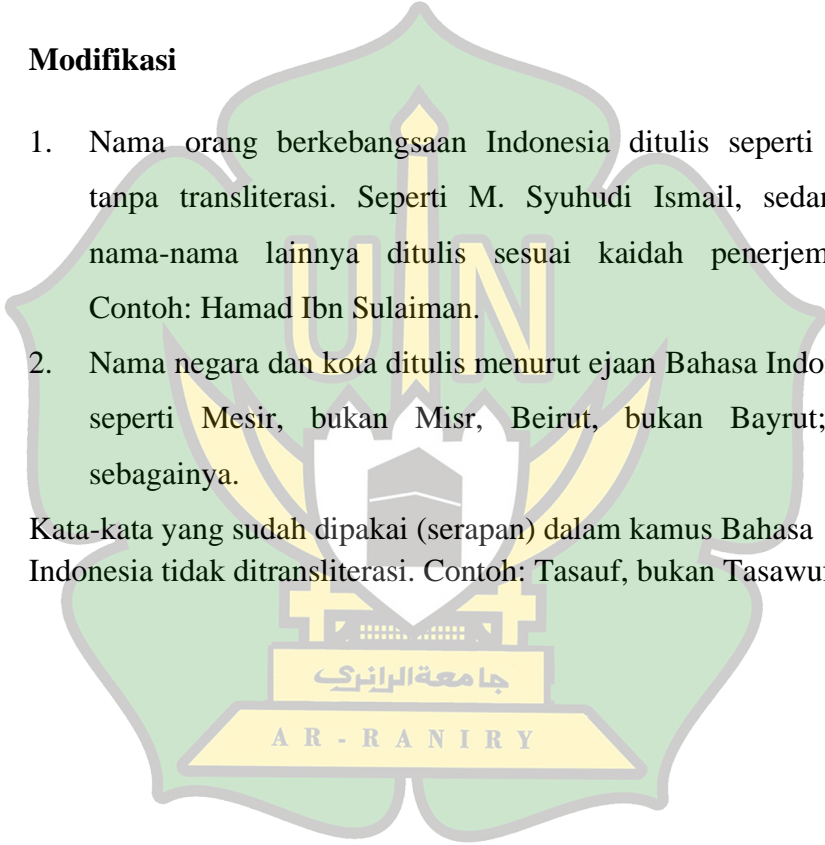 Modifikasi
1. Nama orang berkebangsaan Indonesia ditulis seperti
tanpa transliterasi. Seperti M. Syuhudi Ismail, sedan
nama-nama lainnya ditulis sesuai kaidah penerjem
Contoh: Hamad Ibn Sulaiman.
2. Nama negara dan kota ditulis menurut ejaan Bahasa Indo
seperti Mesir, bukan Misr, Beirut, bukan Bayrut;
sebagainya.
Kata-kata yang sudah dipakai (serapan) dalam kamus Bahasa
Indonesia tidak ditransliterasi. Contoh: Tasauf, bukan Tasawuf
UIN
جامعة الرانري
AR-RANIRY